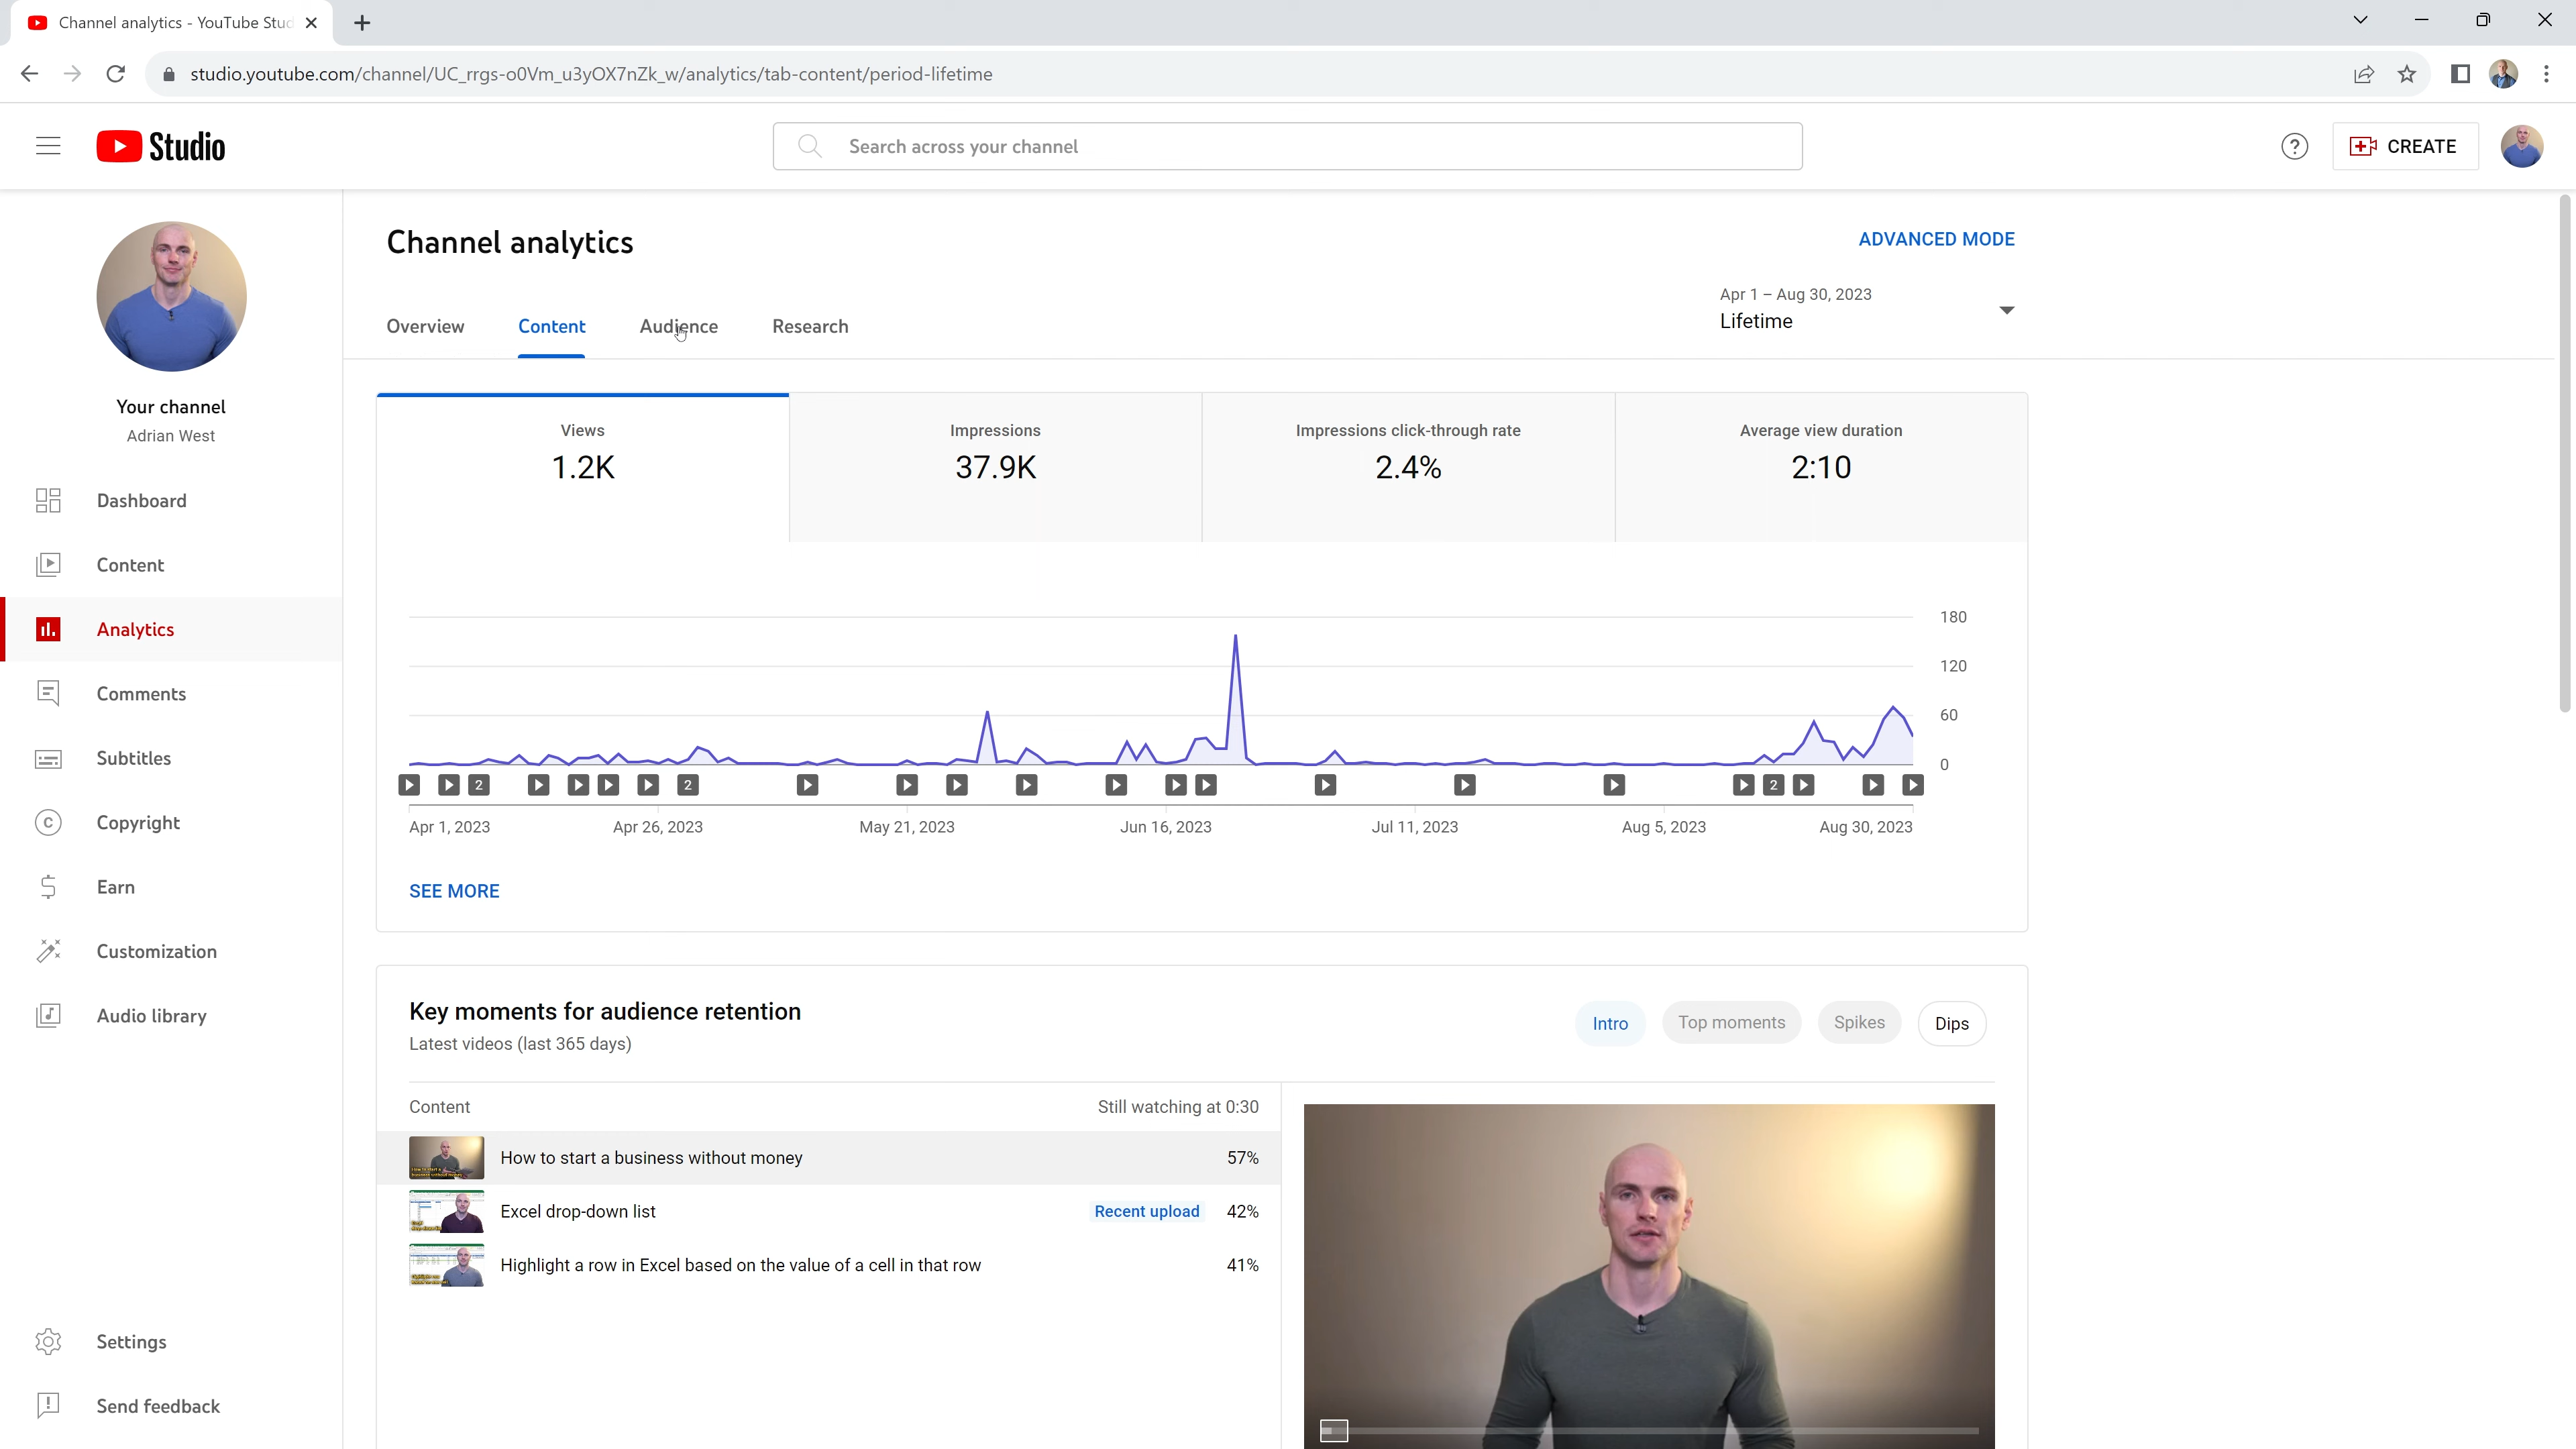 Channel analytics - YouTube Stud
studio.youtube.com/channel/UC_rrgs-o0Vm_u3yOX7nZk_w/analytics/tab-content/period-lifetime
Studio
Search across your channel
CREATE
Your channel
Adrian West
Dashboard
Content
Analytics
Comments
Subtitles
Copyright
Earn
Customization
Audio library
Settings
Send feedback
Channel analytics
ADVANCED MODE
Overview Content Audience Research
Apr 1 – Aug 30, 2023
Lifetime
Views Impressions Impressions click-through rate Average view duration
1.2K 37.9K 2.4% 2:10
180
120
60
0
2 2 2
Apr 1, 2023 Apr 26, 2023 May 21, 2023 Jun 16, 2023 Jul 11, 2023 Aug 5, 2023 Aug 30, 2023
SEE MORE
Key moments for audience retention
Latest videos (last 365 days)
Intro Top moments Spikes Dips
Content Still watching at 0:30
How to start a business without money 57%
Excel drop-down list Recent upload 42%
Highlight a row in Excel based on the value of a cell in that row 41%